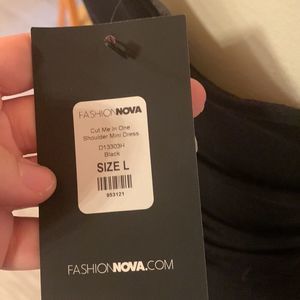 FASHIONNOVA
Cut Me in One
Shoulder Mini Dress
D13303H
Black
SIZE L
953121
FASHIONNOVA.COM